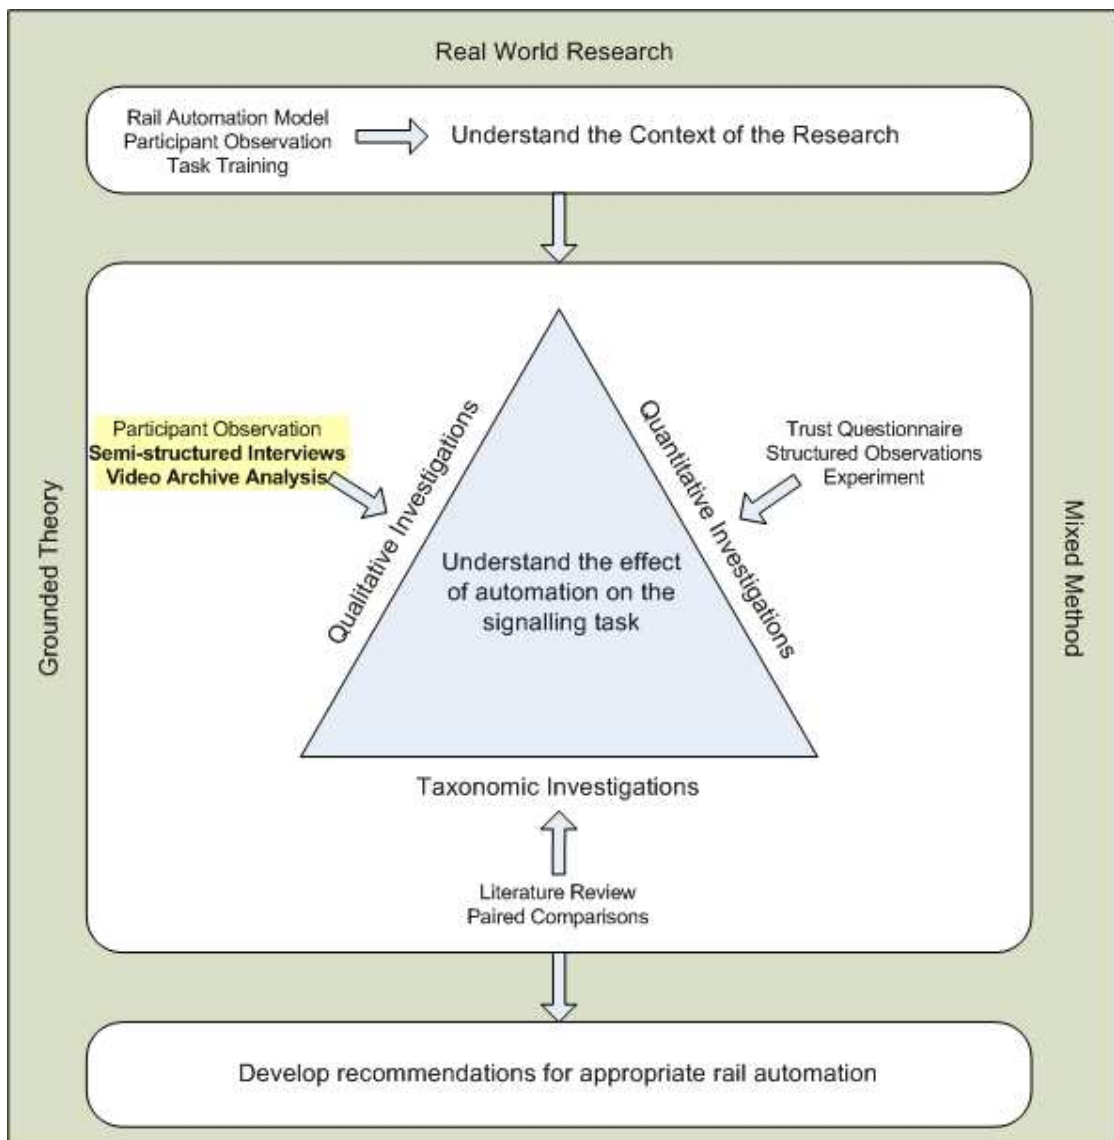 Real World Research
Rail Automation Model
Participant Observation
Task Training
Understand the Context of the Research
Participant Observation
Semi-structured Interviews
Video Archive Analysis
Qualitative Investigations
Quantitative Investigations
Trust Questionnaire
Structured Observations
Experiment
Grounded Theory
Mixed Method
Understand the effect
of automation on the
signalling task
Taxonomic Investigations
Literature Review
Paired Comparisons
Develop recommendations for appropriate rail automation